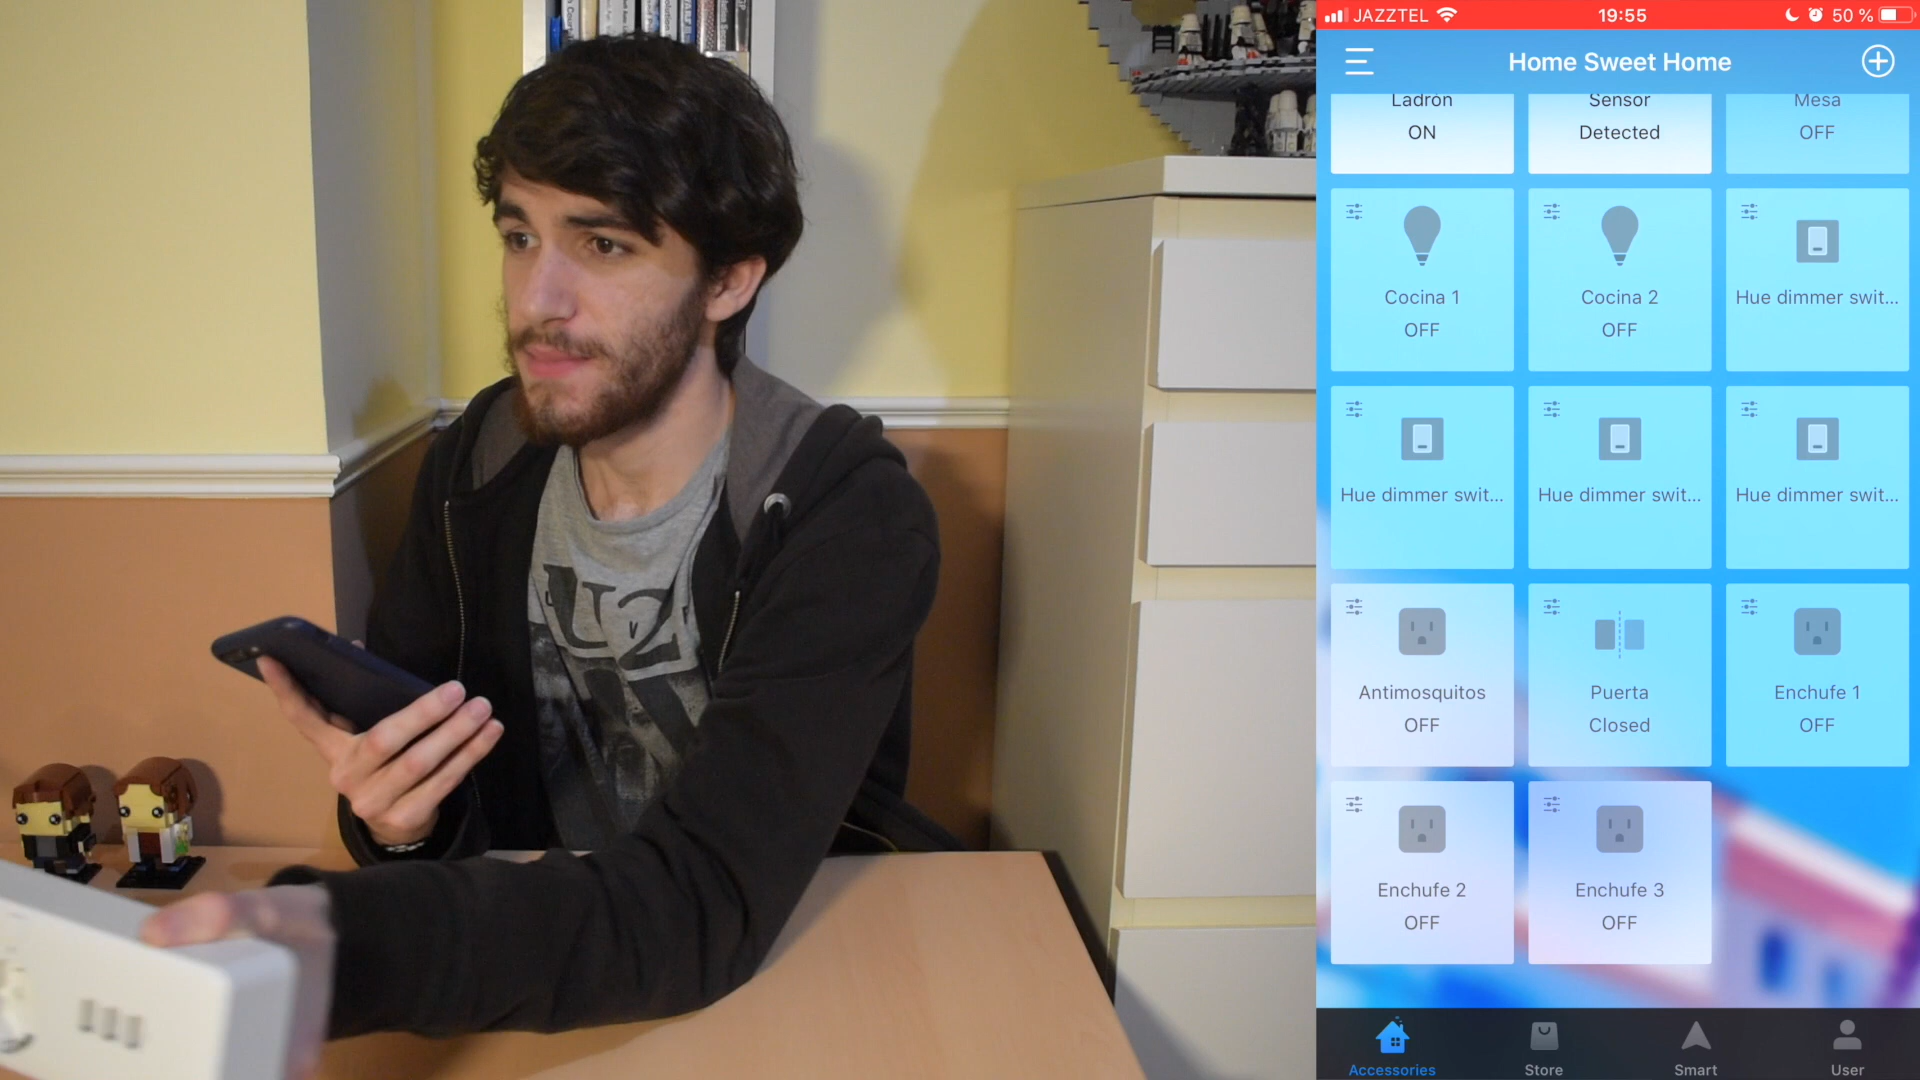 JAZZTEL 19:55 50 %
Home Sweet Home
Ladrón
ON
Sensor
Detected
Mesa
OFF
Cocina 1
OFF
Cocina 2
OFF
Hue dimmer swit...
Hue dimmer swit...
Hue dimmer swit...
Hue dimmer swit...
Antimosquitos
OFF
Puerta
Closed
Enchufe 1
OFF
Enchufe 2
OFF
Enchufe 3
OFF
Accessories
Store
Smart
User
U2